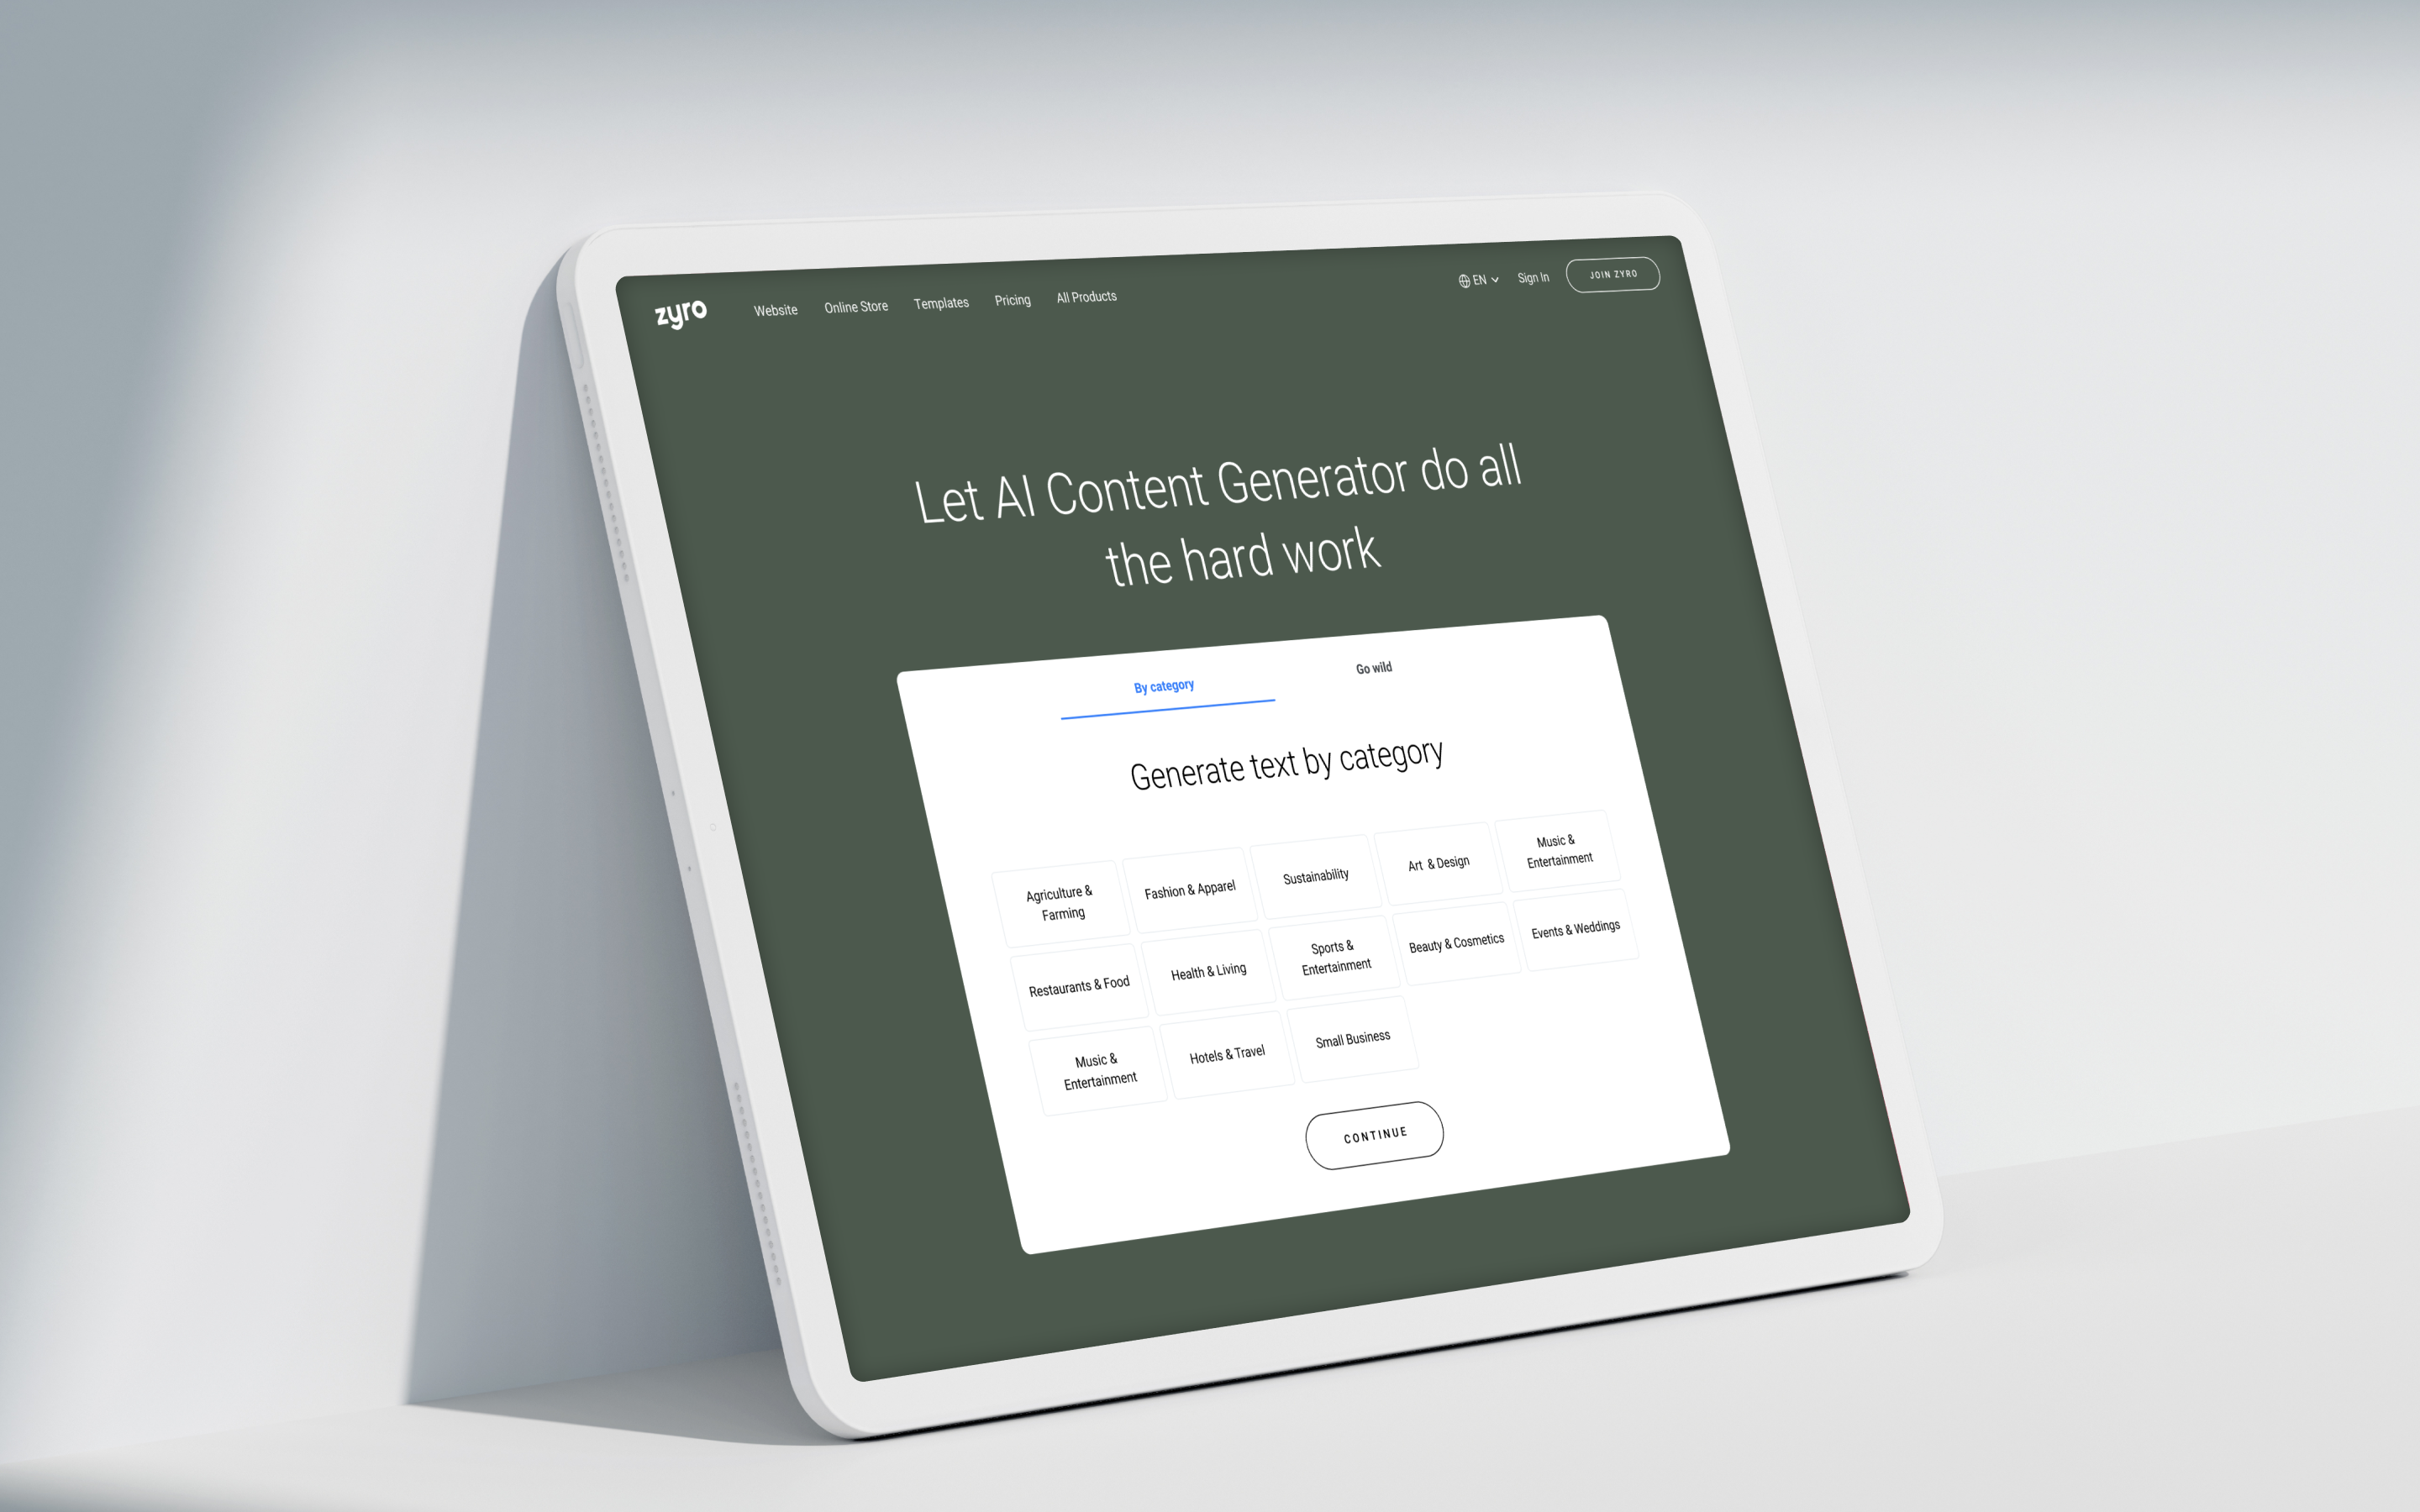 zyro
Website
Online Store
Templates
Pricing
All Products
EN
Sign In
JOIN ZYRO
Let AI Content Generator do all
the hard work
By category
Go wild
Generate text by category
Agriculture &
Farming
Fashion & Apparel
Sustainability
Art & Design
Music &
Entertainment
Restaurants & Food
Health & Living
Sports &
Entertainment
Beauty & Cosmetics
Events & Weddings
Music &
Entertainment
Hotels & Travel
Small Business
CONTINUE